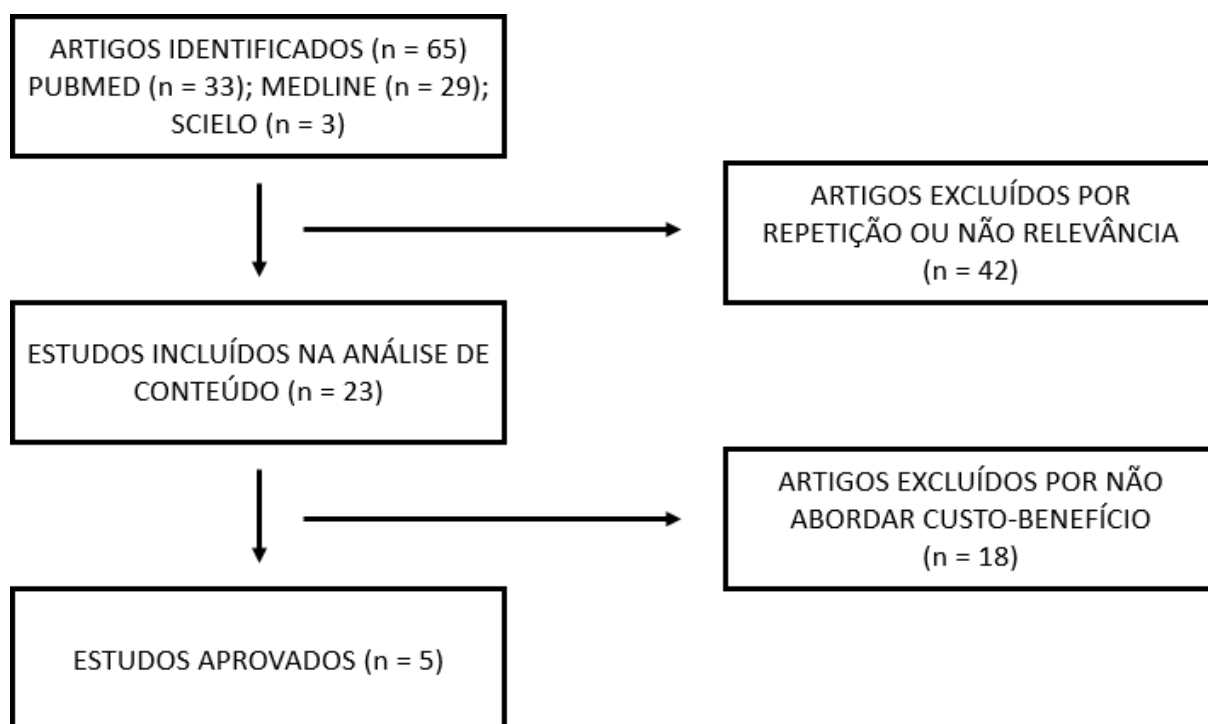 ARTIGOS IDENTIFICADOS (n = 65)
PUBMED (n = 33); MEDLINE (n = 29);
SCIELO (n = 3)
ARTIGOS EXCLUÍDOS POR
REPETIÇÃO OU NÃO RELEVÂNCIA
(n = 42)
ESTUDOS INCLUÍDOS NA ANÁLISE DE
CONTEÚDO (n = 23)
ARTIGOS EXCLUÍDOS POR NÃO
ABORDAR CUSTO-BENEFÍCIO
(n = 18)
ESTUDOS APROVADOS (n = 5)